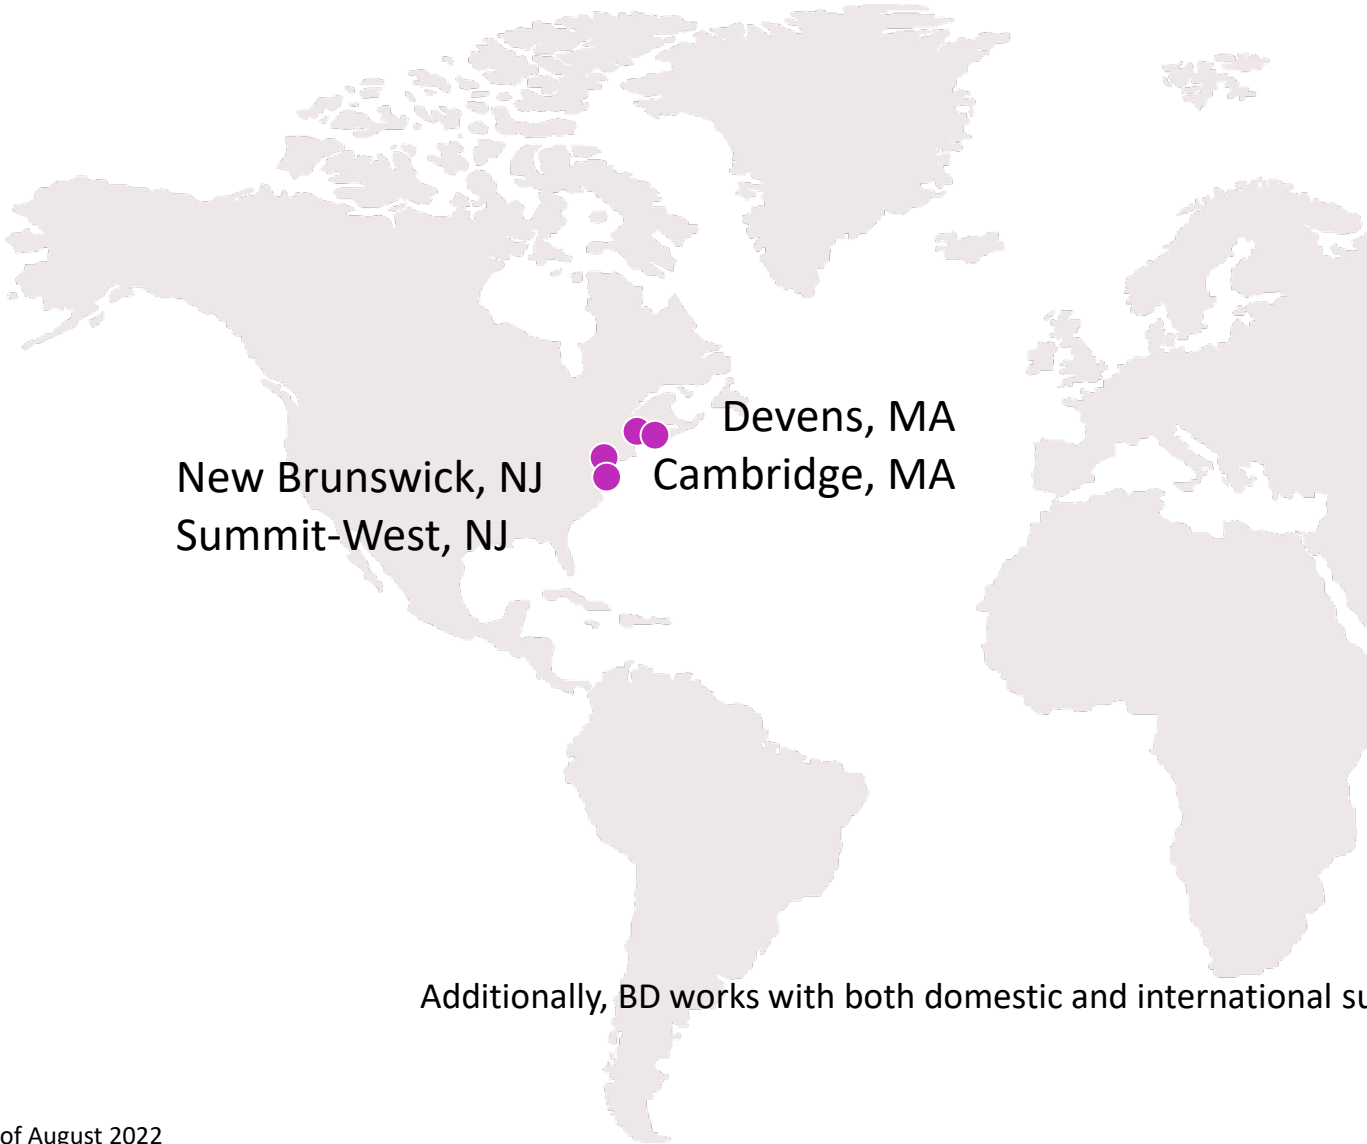 Devens, MA
Cambridge, MA
New Brunswick, NJ
Summit-West, NJ
Additionally, BD works with both domestic and international
of August 2022